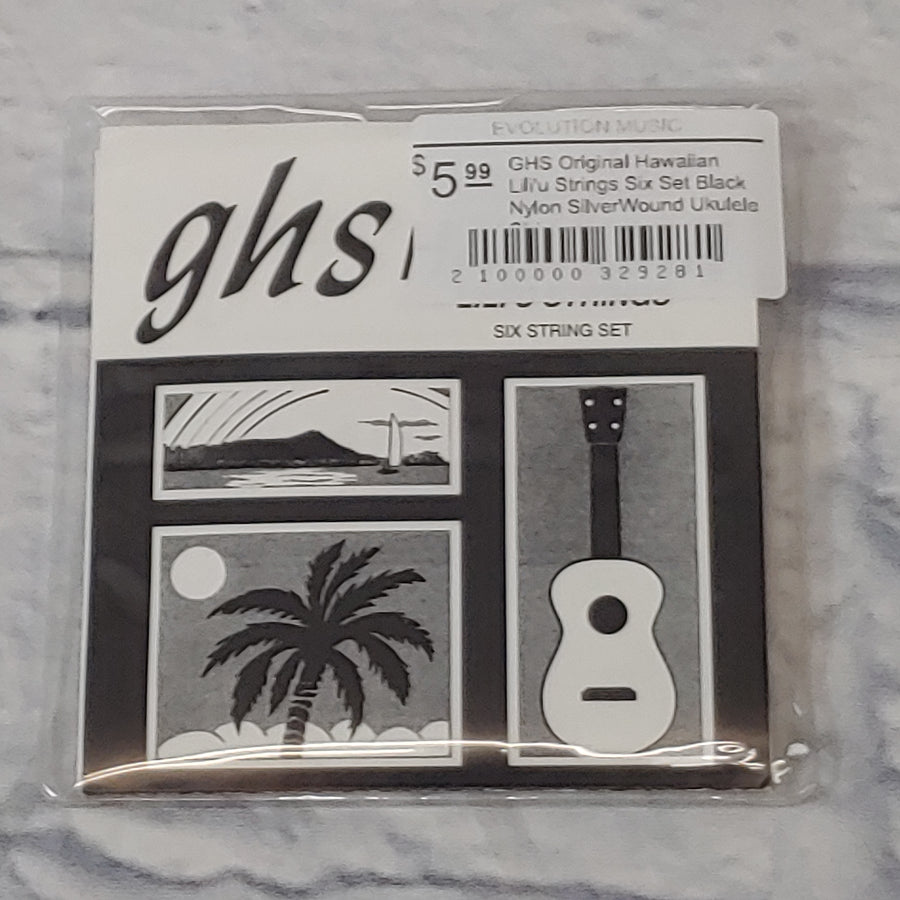 EVOLUTION MUSIC
$5.99
GHS Original Hawaiian
Lili'u Strings Six Set Black
Nylon SilverWound Ukulele
2 100000 329281
ghs
SIX STRING SET